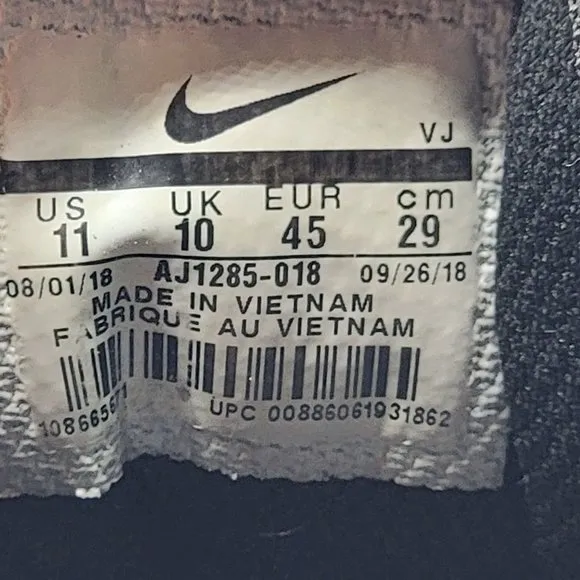 VJ
US UK EUR cm
11 10 45 29
08/01/18 AJ1285-018 09/26/18
MADE IN VIETNAM
FABRIQUE AU VIETNAM
UPC 00886061931862